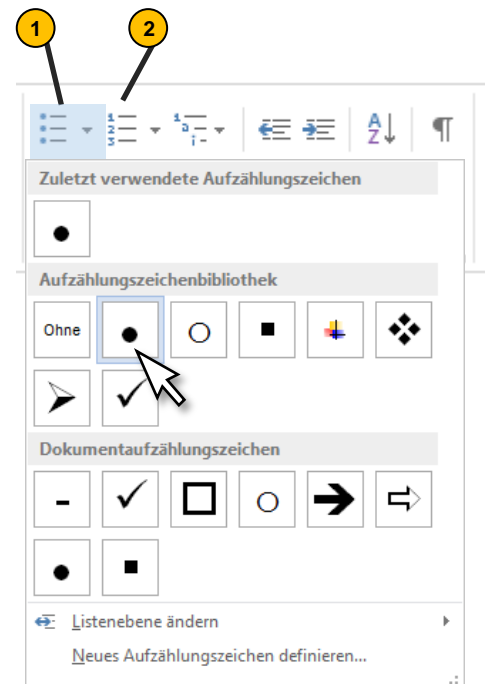 1 2
Zuletzt verwendete Aufzählungszeichen
Aufzählungszeichenbibliothek
Ohne
Dokumentaufzählungszeichen
Listenebene ändern
Neues Aufzählungszeichen definieren...